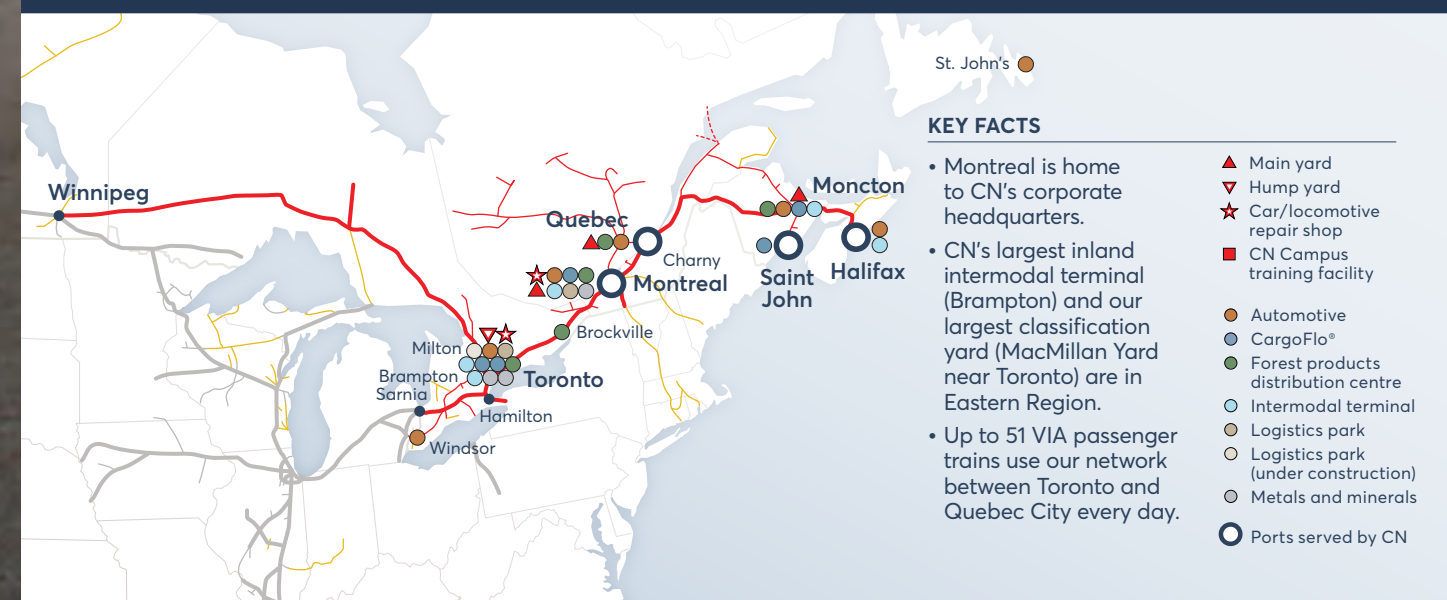 St. John's
Winnipeg
Quebec
Charny
Montreal
Moncton
Saint
John
Halifax
Brockville
Milton
Brampton
Toronto
Sarnia
Hamilton
Windsor
KEY FACTS
• Montreal is home
to CN's corporate
headquarters.
• CN's largest inland
intermodal terminal
(Brampton) and our
largest classification
yard (MacMillan Yard
near Toronto) are in
Eastern Region.
• Up to 51 VIA passenger
trains use our network
between Toronto and
Quebec City every day.
Main yard
Hump yard
Car/locomotive
repair shop
CN Campus
training facility
Automotive
CargoFlo®
Forest products
distribution centre
Intermodal terminal
Logistics park
Logistics park
(under construction)
Metals and minerals
Ports served by CN